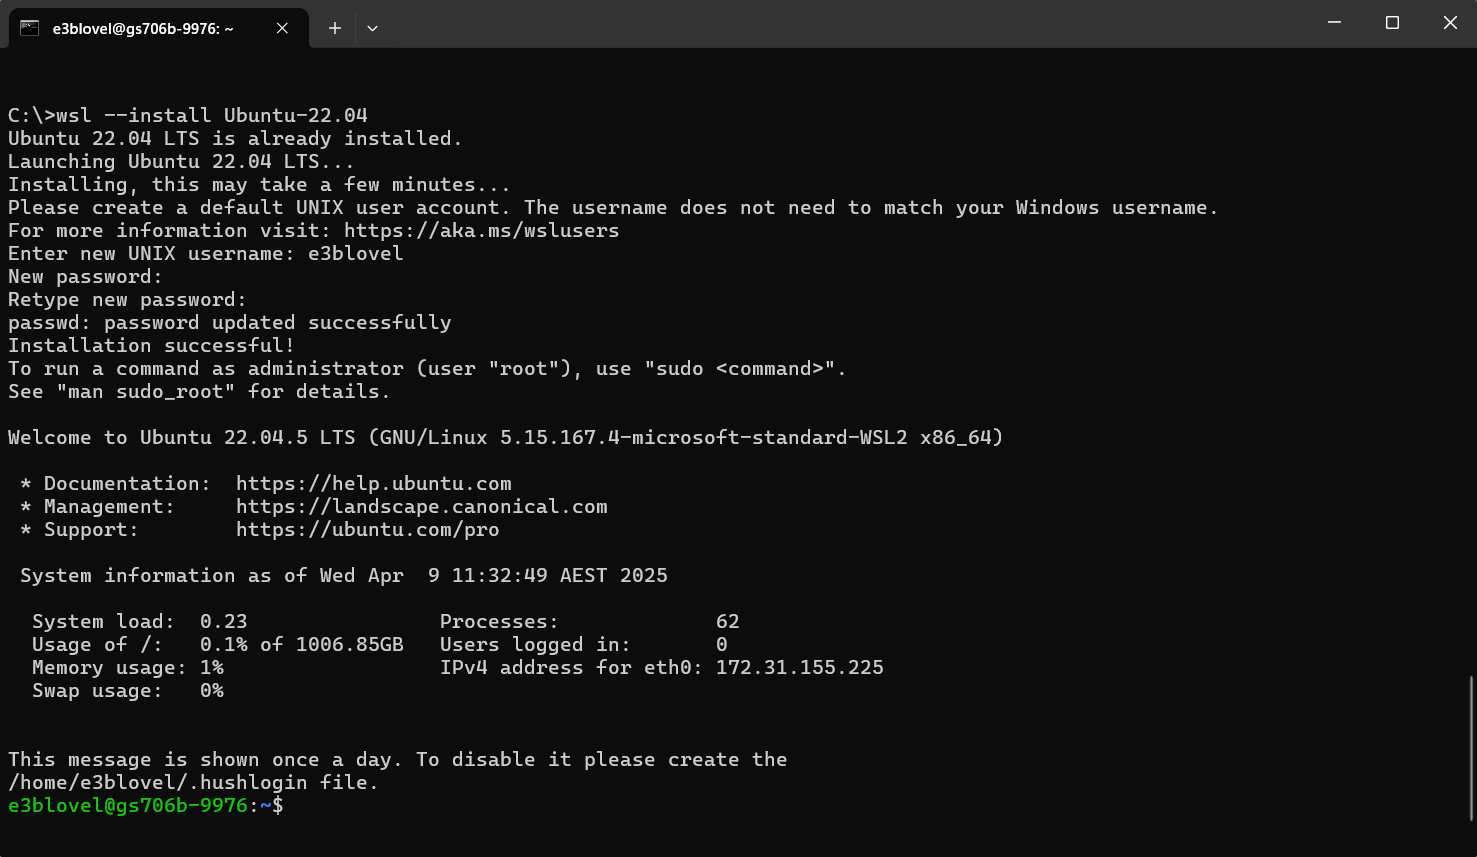 e3blovel@gs706b-9976: ~
C:\>wsl --install Ubuntu-22.04
Ubuntu 22.04 LTS is already installed.
Launching Ubuntu 22.04 LTS...
Installing, this may take a few minutes...
Please create a default UNIX user account. The username does not need to match your Windows username.
For more information visit: https://aka.ms/wslusers
Enter new UNIX username: e3blovel
New password:
Retype new password:
passwd: password updated successfully
Installation successful!
To run a command as administrator (user "root"), use "sudo <command>".
See "man sudo_root" for details.
Welcome to Ubuntu 22.04.5 LTS (GNU/Linux 5.15.167.4-microsoft-standard-WSL2 x86_64)
* Documentation:  https://help.ubuntu.com
* Management:     https://landscape.canonical.com
* Support:        https://ubuntu.com/pro
System information as of Wed Apr  9 11:32:49 AEST 2025
System load:  0.23                Processes:             62
Usage of /:   0.1% of 1006.85GB   Users logged in:       0
Memory usage: 1%                  IPv4 address for eth0: 172.31.155.225
Swap usage:   0%
This message is shown once a day. To disable it please create the
/home/e3blovel/.hushlogin file.
e3blovel@gs706b-9976:~$